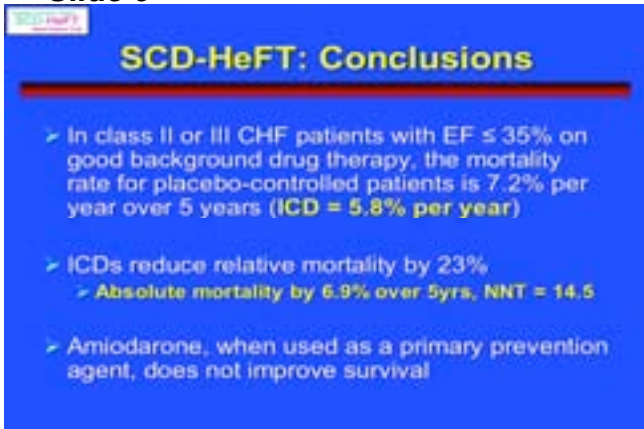 SCD-HeFT
SCD-HeFT: Conclusions
➢ In class II or III CHF patients with EF ≤ 35% on
good background drug therapy, the mortality
rate for placebo-controlled patients is 7.2% per
year over 5 years (ICD = 5.8% per year)
➢ ICDs reduce relative mortality by 23%
➢ Absolute mortality by 6.9% over 5yrs, NNT = 14.5
➢ Amiodarone, when used as a primary prevention
agent, does not improve survival